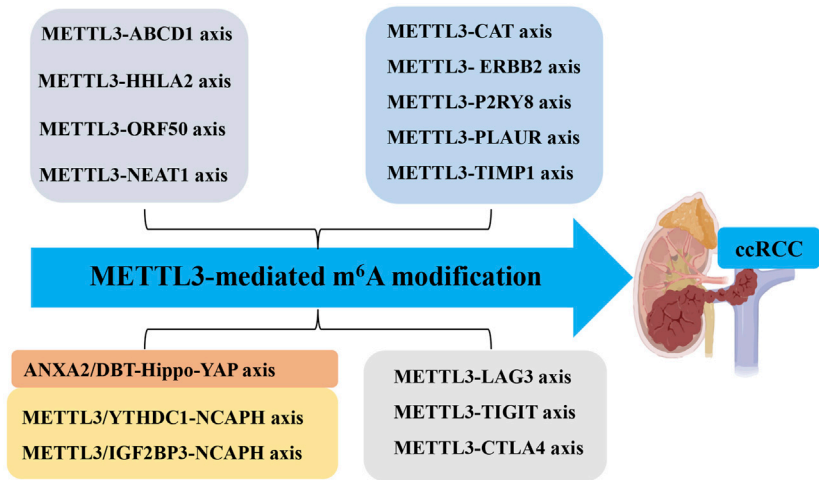 METTL3-ABCD1 axis
METTL3-HHLA2 axis
METTL3-ORF50 axis
METTL3-NEAT1 axis
METTL3-CAT axis
METTL3- ERBB2 axis
METTL3-P2RY8 axis
METTL3-PLAUR axis
METTL3-TIMP1 axis
METTL3-mediated m⁶A modification
ccRCC
ANXA2/DBT-Hippo-YAP axis
METTL3/YTHDC1-NCAPH axis
METTL3/IGF2BP3-NCAPH axis
METTL3-LAG3 axis
METTL3-TIGIT axis
METTL3-CTLA4 axis